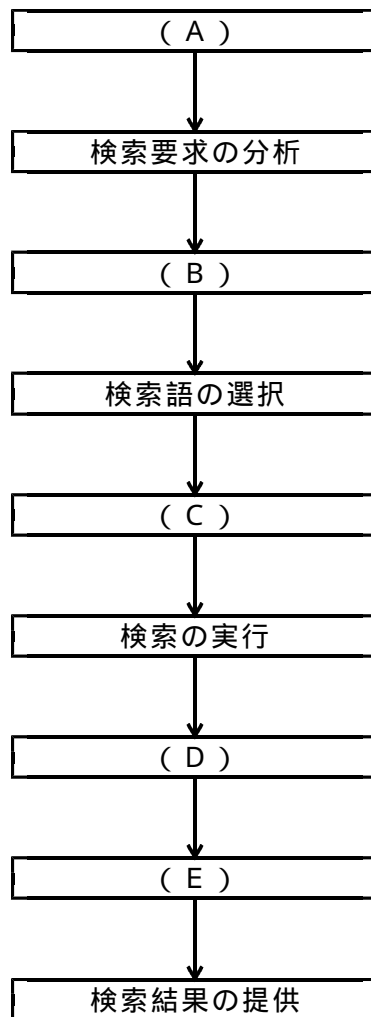 ( A )
検索要求の分析
( B )
検索語の選択
( C )
検索の実行
( D )
( E )
検索結果の提供